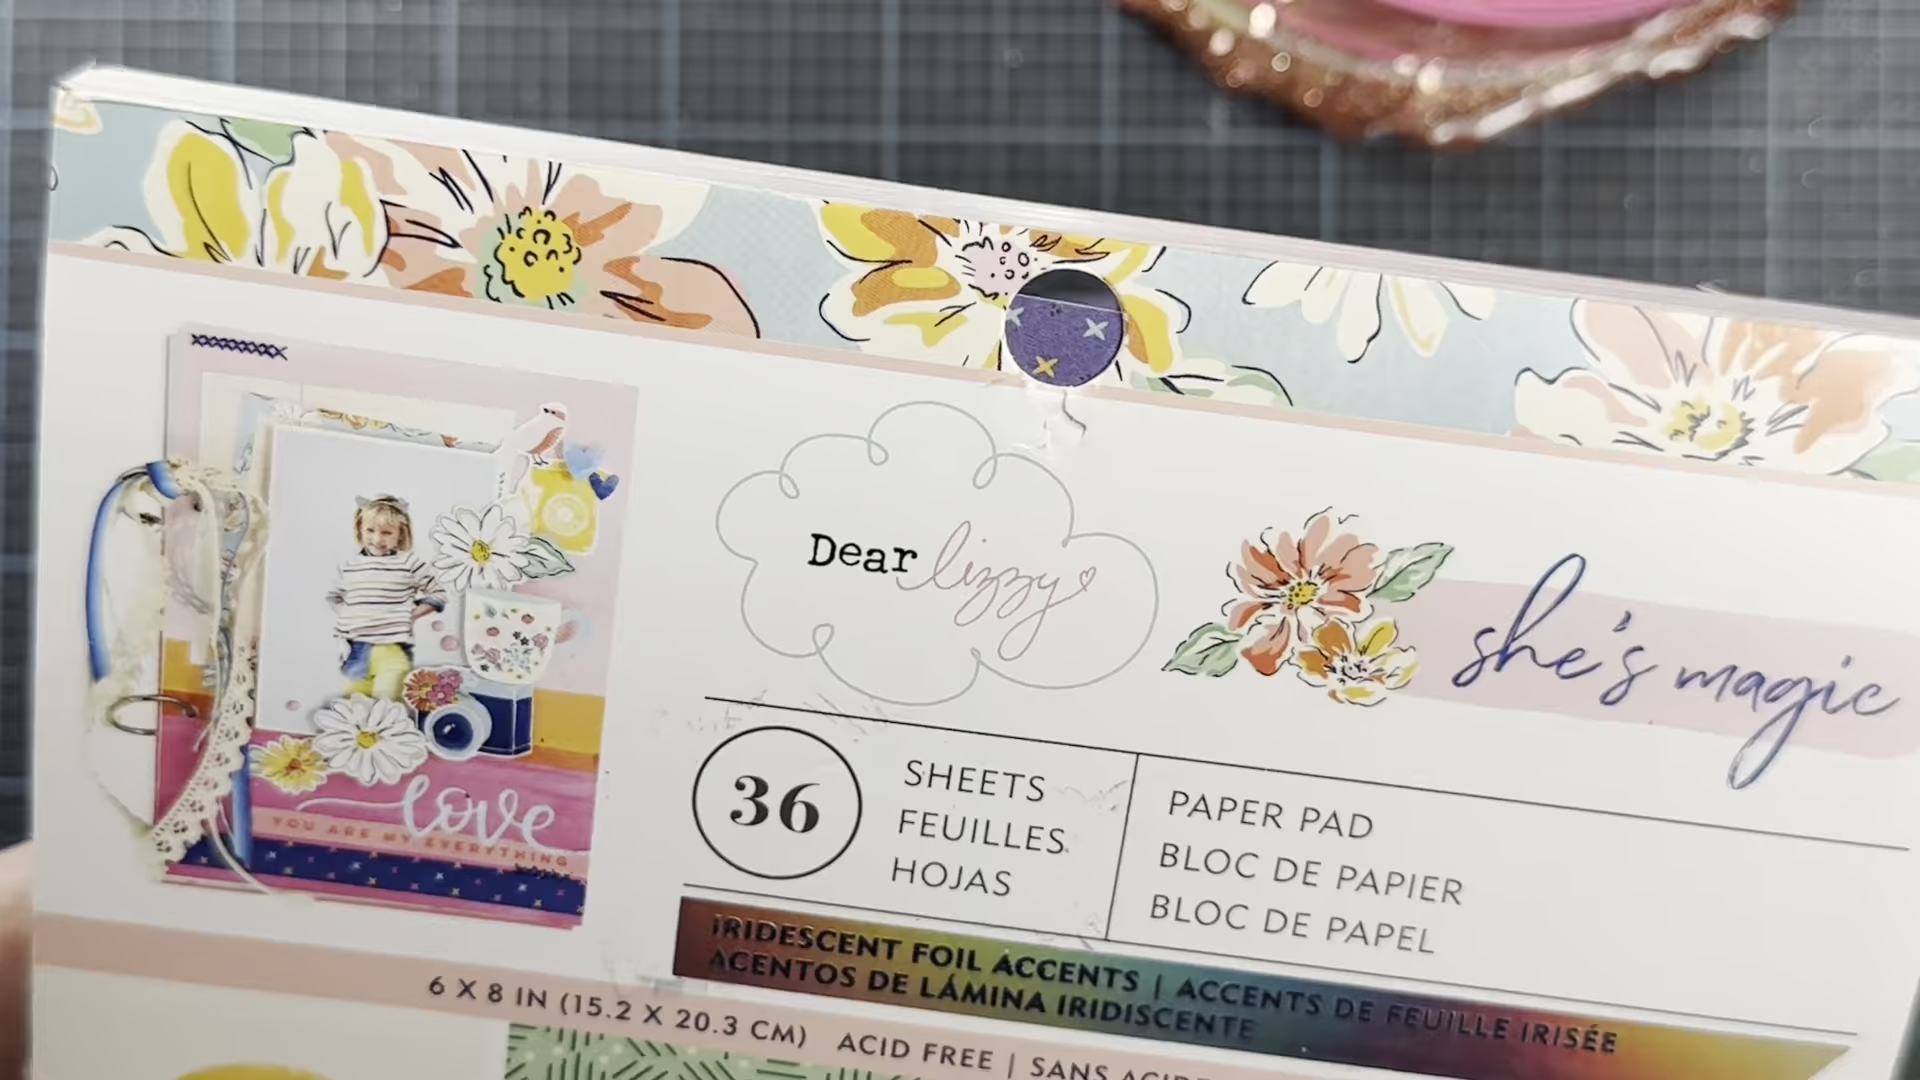 Dear lizzy
she's magic
36
SHEETS
FEUILLES
HOJAS
PAPER PAD
BLOC DE PAPIER
BLOC DE PAPEL
love
YOU ARE MY EVERYTHING
IRIDESCENT FOIL ACCENTS | ACCENTS DE FEUILLE IRISÉE
ACENTOS DE LÁMINA IRIDISCENTE
6 X 8 IN (15.2 X 20.3 CM) ACID FREE | SANS